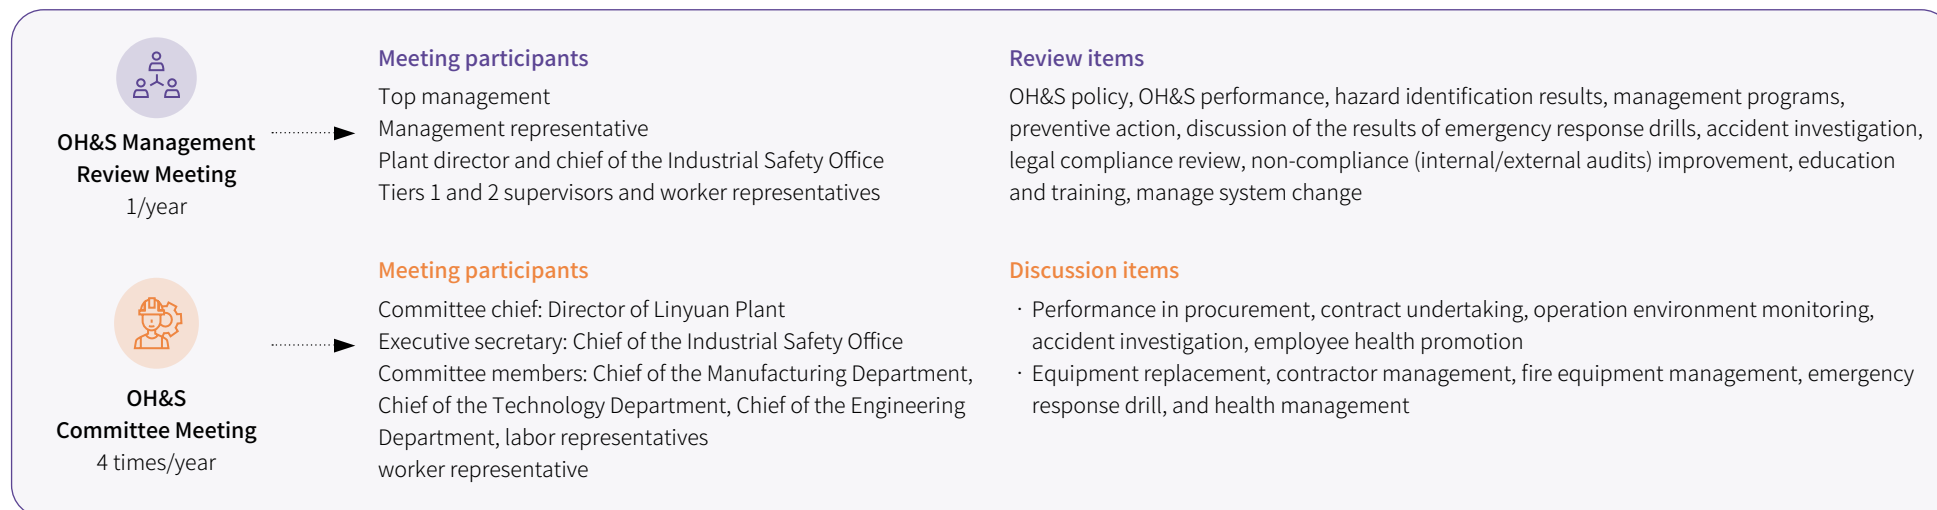 OH&S Management
Review Meeting
1/year
Meeting participants
Top management
Management representative
Plant director and chief of the Industrial Safety Office
Tiers 1 and 2 supervisors and worker representatives
Review items
OH&S policy, OH&S performance, hazard identification results, management programs,
preventive action, discussion of the results of emergency response drills, accident investigation,
legal compliance review, non-compliance (internal/external audits) improvement, education
and training, manage system change
OH&S
Committee Meeting
4 times/year
Meeting participants
Committee chief: Director of Linyuan Plant
Executive secretary: Chief of the Industrial Safety Office
Committee members: Chief of the Manufacturing Department,
Chief of the Technology Department, Chief of the Engineering
Department, labor representatives
worker representative
Discussion items
· Performance in procurement, contract undertaking, operation environment monitoring,
accident investigation, employee health promotion
· Equipment replacement, contractor management, fire equipment management, emergency
response drill, and health management